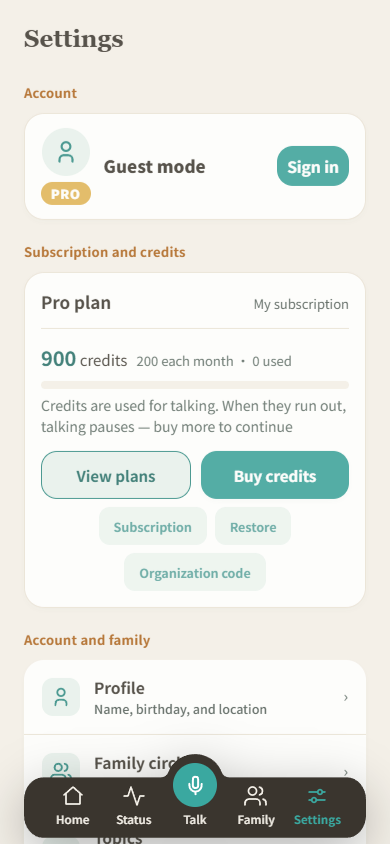 Settings
Account
Guest mode
Sign in
PRO
Subscription and credits
Pro plan
My subscription
900 credits 200 each month • 0 used
Credits are used for talking. When they run out,
talking pauses — buy more to continue
View plans
Buy credits
Subscription
Restore
Organization code
Account and family
Profile
Name, birthday, and location
›
Family circ
›
Topics
Home
Status
Talk
Family
Settings